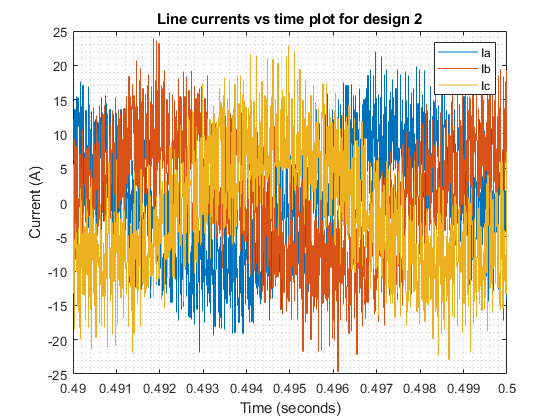 Line currents vs time plot for design 2
25
20
15
10
5
0
-5
-10
-15
-20
-25
Current (A)
Ia
Ib
Ic
0.49 0.491 0.492 0.493 0.494 0.495 0.496 0.497 0.498 0.499 0.5
Time (seconds)